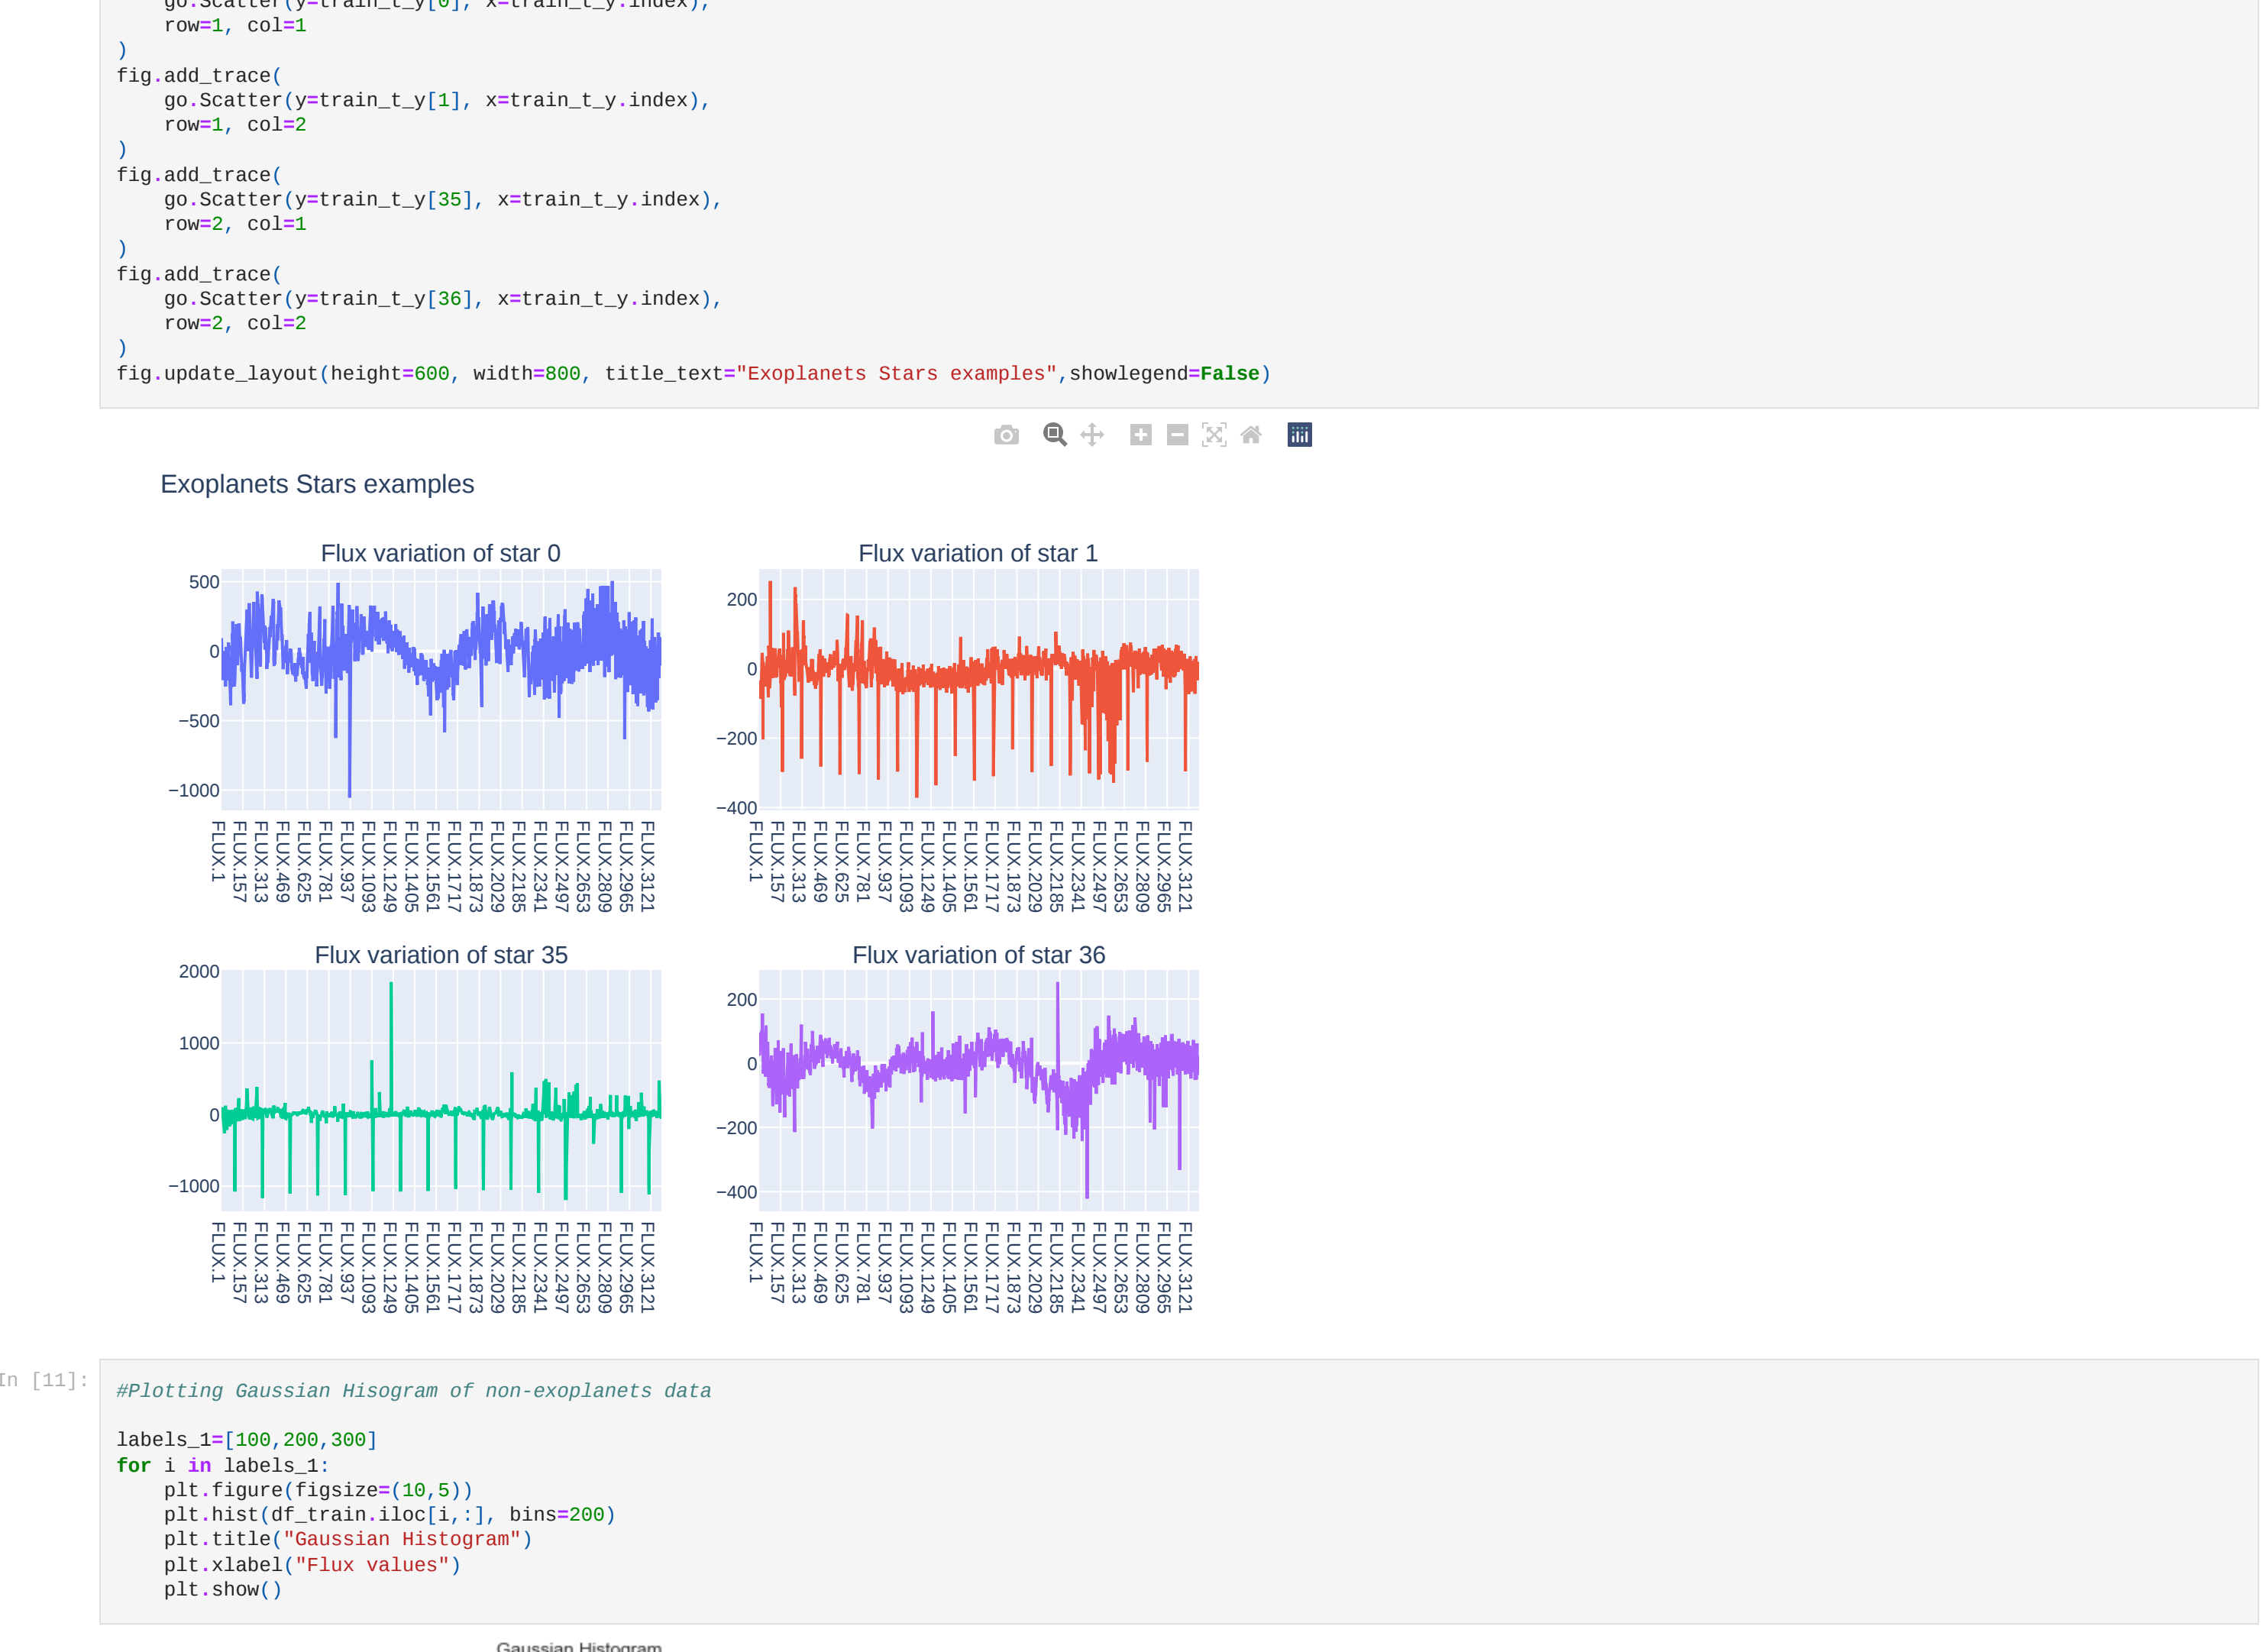 go.Scatter(y=train_t_y[0], x=train_t_y.index),
    row=1, col=1
)
fig.add_trace(
    go.Scatter(y=train_t_y[1], x=train_t_y.index),
    row=1, col=2
)
fig.add_trace(
    go.Scatter(y=train_t_y[35], x=train_t_y.index),
    row=2, col=1
)
fig.add_trace(
    go.Scatter(y=train_t_y[36], x=train_t_y.index),
    row=2, col=2
)
fig.update_layout(height=600, width=800, title_text="Exoplanets Stars examples",showlegend=False)
Exoplanets Stars examples
Flux variation of star 0
500
0
−500
−1000
FLUX.1
FLUX.157
FLUX.313
FLUX.469
FLUX.625
FLUX.781
FLUX.937
FLUX.1093
FLUX.1249
FLUX.1405
FLUX.1561
FLUX.1717
FLUX.1873
FLUX.2029
FLUX.2185
FLUX.2341
FLUX.2497
FLUX.2653
FLUX.2809
FLUX.2965
FLUX.3121
Flux variation of star 1
200
0
−200
−400
FLUX.1
FLUX.157
FLUX.313
FLUX.469
FLUX.625
FLUX.781
FLUX.937
FLUX.1093
FLUX.1249
FLUX.1405
FLUX.1561
FLUX.1717
FLUX.1873
FLUX.2029
FLUX.2185
FLUX.2341
FLUX.2497
FLUX.2653
FLUX.2809
FLUX.2965
FLUX.3121
Flux variation of star 35
2000
1000
0
−1000
FLUX.1
FLUX.157
FLUX.313
FLUX.469
FLUX.625
FLUX.781
FLUX.937
FLUX.1093
FLUX.1249
FLUX.1405
FLUX.1561
FLUX.1717
FLUX.1873
FLUX.2029
FLUX.2185
FLUX.2341
FLUX.2497
FLUX.2653
FLUX.2809
FLUX.2965
FLUX.3121
Flux variation of star 36
200
0
−200
−400
FLUX.1
FLUX.157
FLUX.313
FLUX.469
FLUX.625
FLUX.781
FLUX.937
FLUX.1093
FLUX.1249
FLUX.1405
FLUX.1561
FLUX.1717
FLUX.1873
FLUX.2029
FLUX.2185
FLUX.2341
FLUX.2497
FLUX.2653
FLUX.2809
FLUX.2965
FLUX.3121
In [11]:
#Plotting Gaussian Hisogram of non-exoplanets data
labels_1=[100,200,300]
for i in labels_1:
    plt.figure(figsize=(10,5))
    plt.hist(df_train.iloc[i,:], bins=200)
    plt.title("Gaussian Histogram")
    plt.xlabel("Flux values")
    plt.show()
Gaussian Histogram